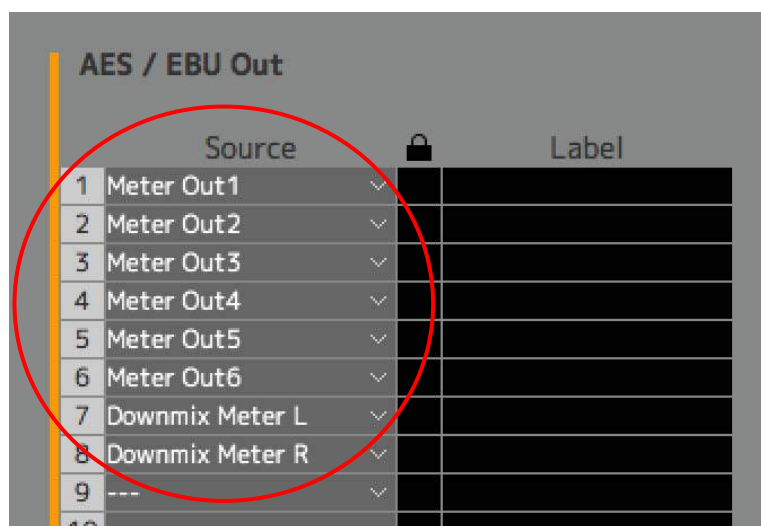 AES / EBU Out
Source Label
1 Meter Out1
2 Meter Out2
3 Meter Out3
4 Meter Out4
5 Meter Out5
6 Meter Out6
7 Downmix Meter L
8 Downmix Meter R
9 ---
10